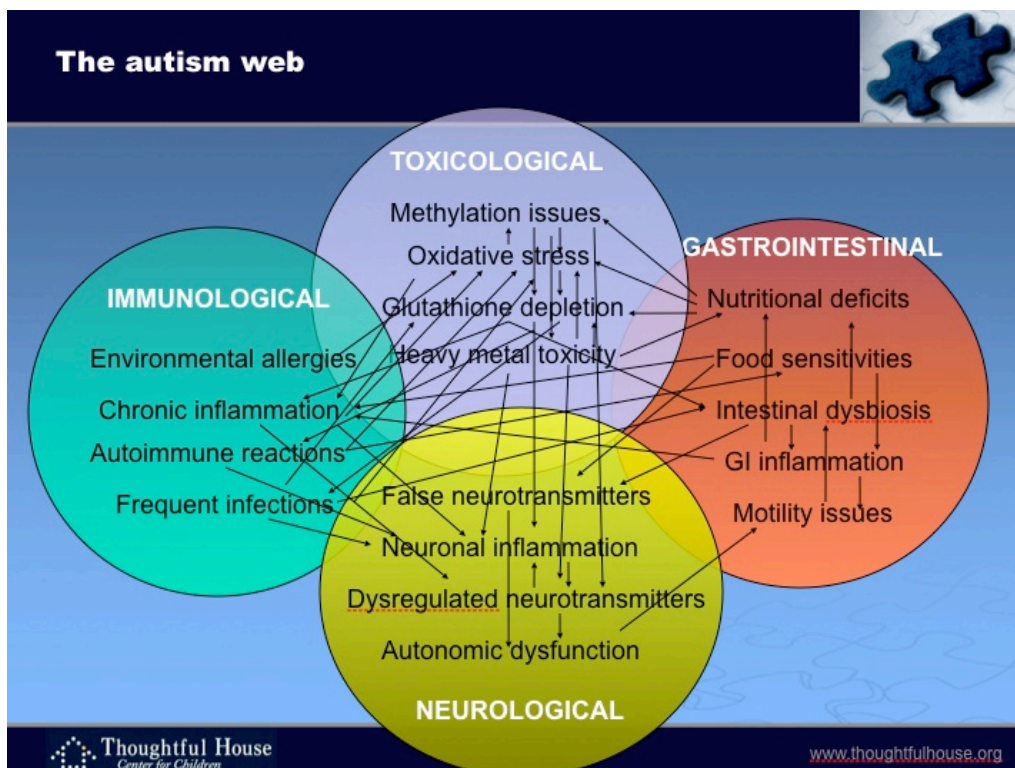 The autism web
TOXICOLOGICAL
Methylation issues
Oxidative stress
Glutathione depletion
Heavy metal toxicity
GASTROINTESTINAL
Nutritional deficits
Food sensitivities
Intestinal dysbiosis
GI inflammation
Motility issues
IMMUNOLOGICAL
Environmental allergies
Chronic inflammation
Autoimmune reactions
Frequent infections
False neurotransmitters
Neuronal inflammation
Dysregulated neurotransmitters
Autonomic dysfunction
NEUROLOGICAL
Thoughtful House
Center for Children
www.thoughtfulhouse.org